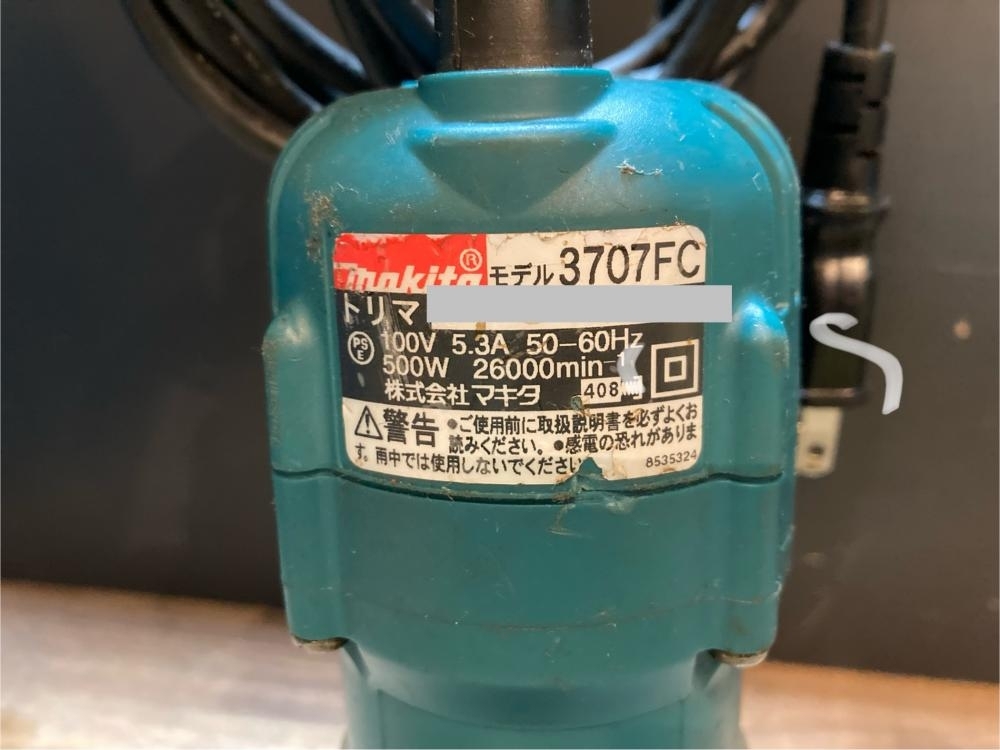 makita® モデル 3707FC
トリマ
PSE 100V 5.3A 50-60Hz
500W 26000min⁻¹
株式会社 マキタ 408
⚠警告 •ご使用前に取扱説明書を必ずよくお
読みください。•感電の恐れがありま
す。雨中では使用しないでください
8535324